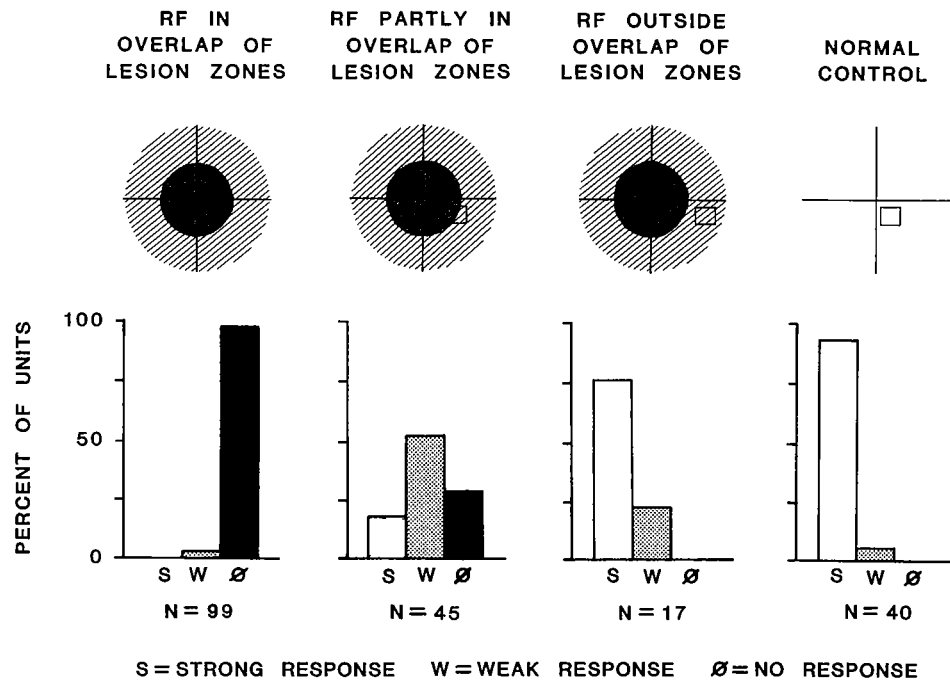 RF IN
OVERLAP OF
LESION ZONES
RF PARTLY IN
OVERLAP OF
LESION ZONES
RF OUTSIDE
OVERLAP OF
LESION ZONES
NORMAL
CONTROL
PERCENT OF UNITS
100
50
0
S W Ø
S W Ø
S W Ø
S W Ø
N = 99
N = 45
N = 17
N = 40
S = STRONG RESPONSE W = WEAK RESPONSE Ø = NO RESPONSE